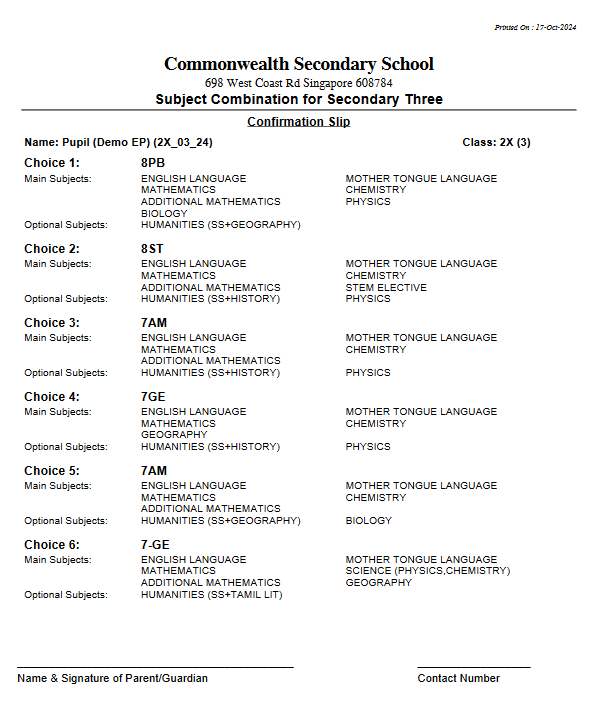 Printed On : 17-Oct-2024
Commonwealth Secondary School
698 West Coast Rd Singapore 608784
Subject Combination for Secondary Three
Confirmation Slip
Name: Pupil (Demo EP) (2X_03_24) Class: 2X (3)
Choice 1: 8PB
Main Subjects: ENGLISH LANGUAGE MOTHER TONGUE LANGUAGE
MATHEMATICS CHEMISTRY
ADDITIONAL MATHEMATICS PHYSICS
BIOLOGY
Optional Subjects: HUMANITIES (SS+GEOGRAPHY)
Choice 2: 8ST
Main Subjects: ENGLISH LANGUAGE MOTHER TONGUE LANGUAGE
MATHEMATICS CHEMISTRY
ADDITIONAL MATHEMATICS STEM ELECTIVE
Optional Subjects: HUMANITIES (SS+HISTORY) PHYSICS
Choice 3: 7AM
Main Subjects: ENGLISH LANGUAGE MOTHER TONGUE LANGUAGE
MATHEMATICS CHEMISTRY
ADDITIONAL MATHEMATICS
Optional Subjects: HUMANITIES (SS+HISTORY) PHYSICS
Choice 4: 7GE
Main Subjects: ENGLISH LANGUAGE MOTHER TONGUE LANGUAGE
MATHEMATICS CHEMISTRY
GEOGRAPHY
Optional Subjects: HUMANITIES (SS+HISTORY) PHYSICS
Choice 5: 7AM
Main Subjects: ENGLISH LANGUAGE MOTHER TONGUE LANGUAGE
MATHEMATICS CHEMISTRY
ADDITIONAL MATHEMATICS
Optional Subjects: HUMANITIES (SS+GEOGRAPHY) BIOLOGY
Choice 6: 7-GE
Main Subjects: ENGLISH LANGUAGE MOTHER TONGUE LANGUAGE
MATHEMATICS SCIENCE (PHYSICS,CHEMISTRY)
ADDITIONAL MATHEMATICS GEOGRAPHY
Optional Subjects: HUMANITIES (SS+TAMIL LIT)
Name & Signature of Parent/Guardian Contact Number